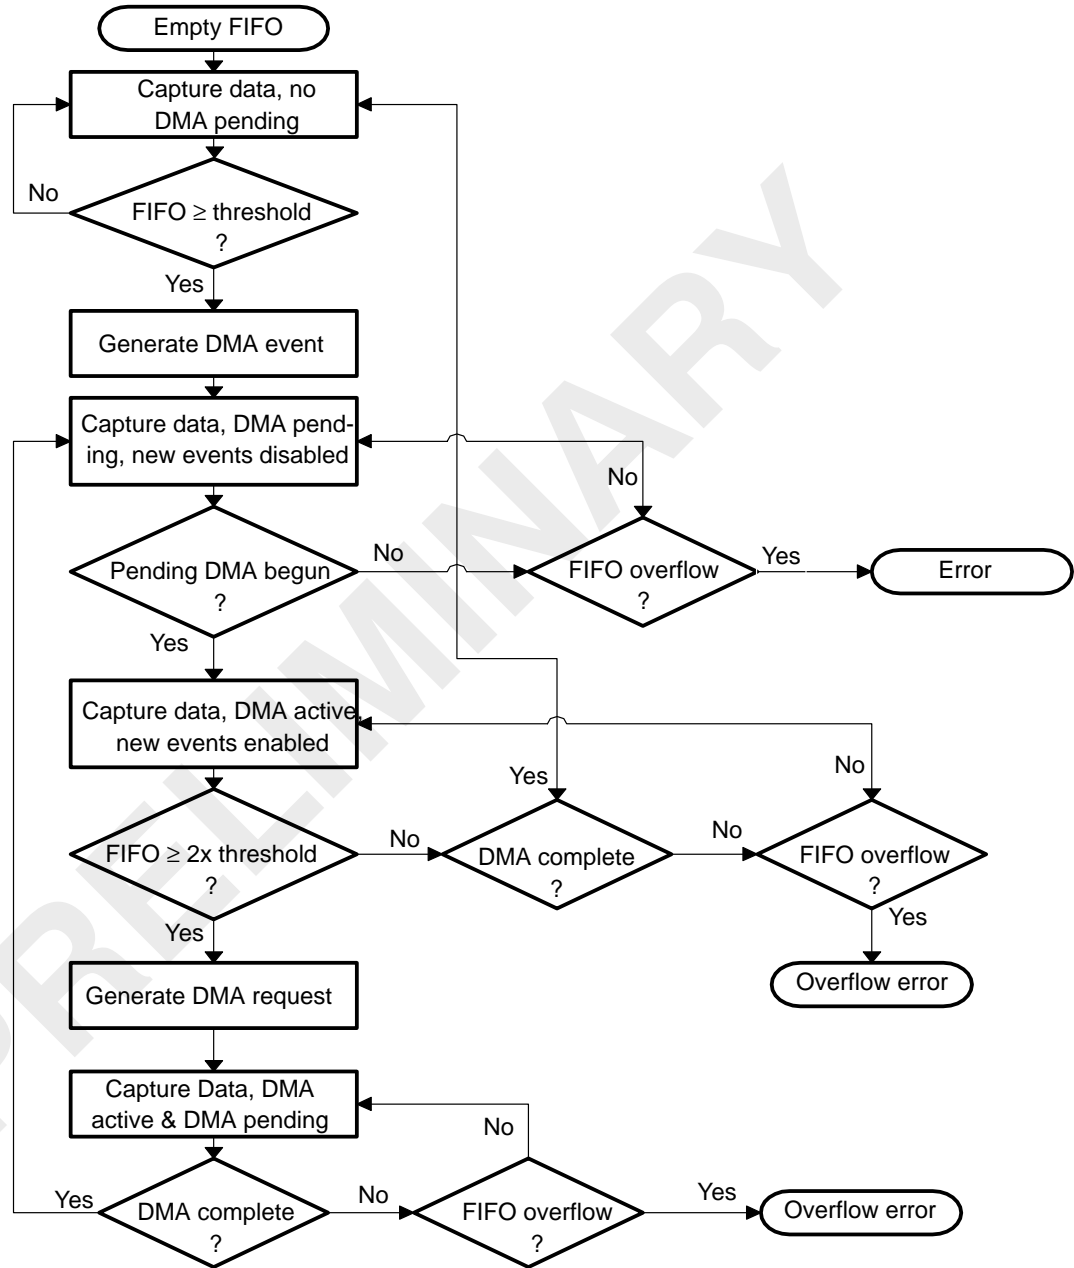 Empty FIFO
Capture data, no
DMA pending
No
FIFO ≥ threshold
?
Yes
Generate DMA event
Capture data, DMA pend-
ing, new events disabled
No
Pending DMA begun
?
No
FIFO overflow
?
Yes
Error
Yes
Capture data, DMA active,
new events enabled
Yes
No
FIFO ≥ 2x threshold
?
No
DMA complete
?
No
FIFO overflow
?
Yes
Yes
Overflow error
Generate DMA request
Capture Data, DMA
active & DMA pending
No
Yes
DMA complete
?
No
FIFO overflow
?
Yes
Overflow error
PRELIMINARY